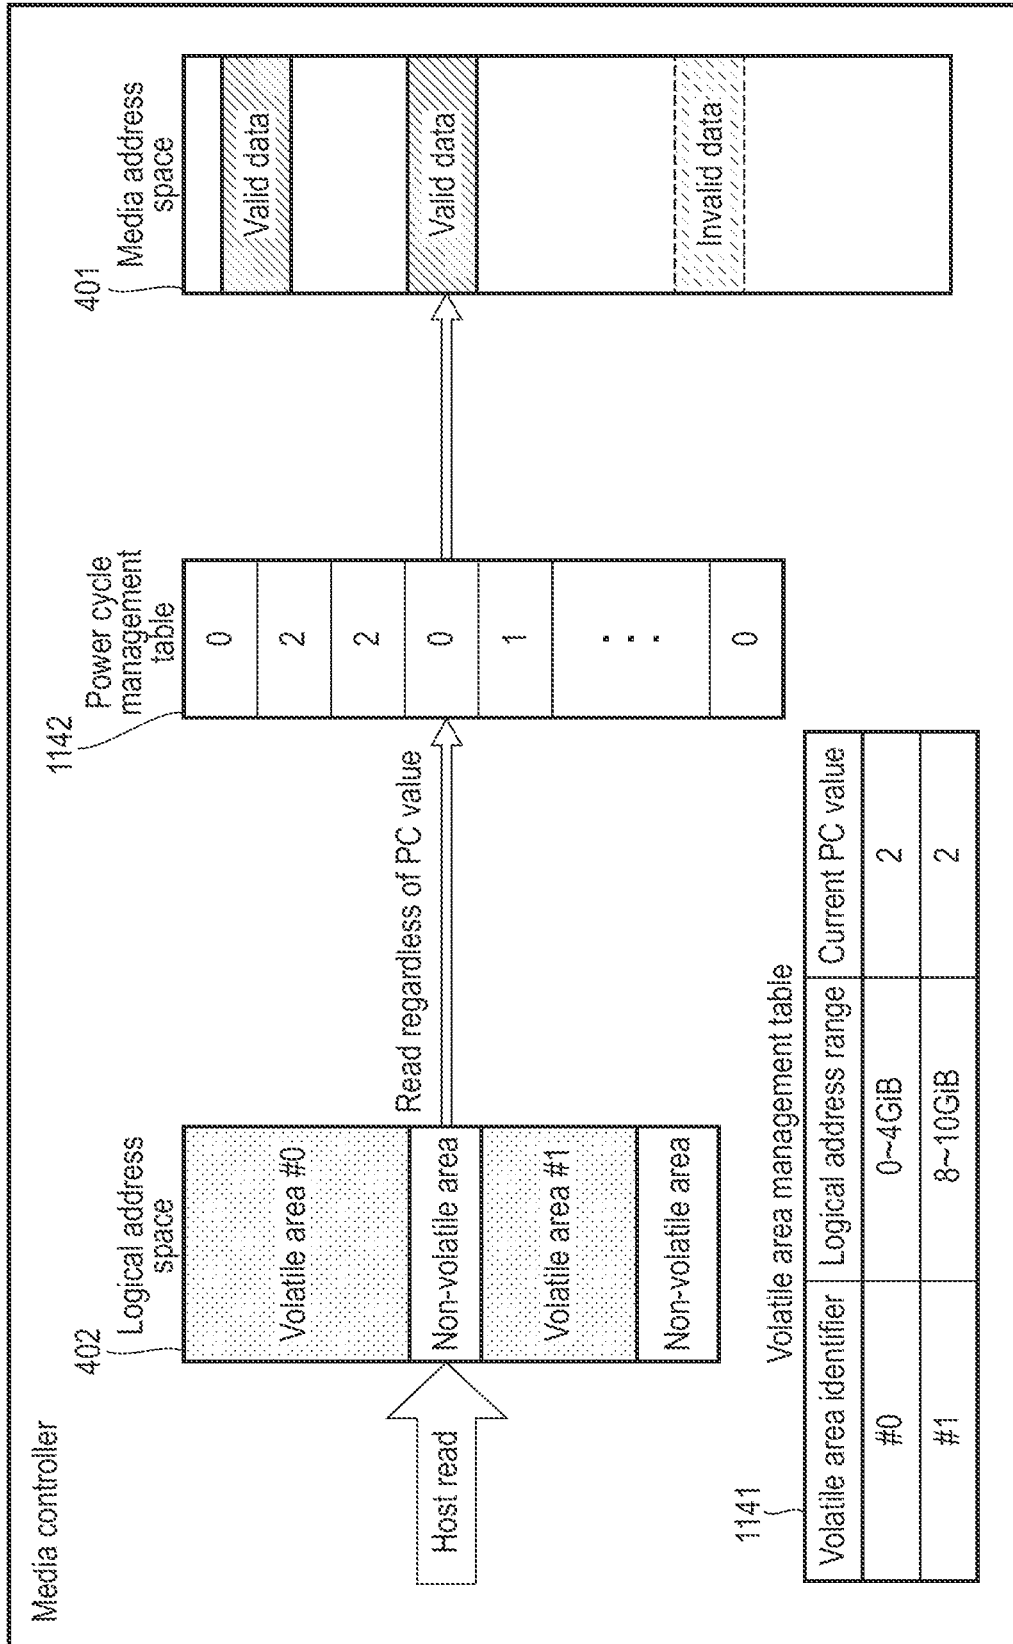 Media controller
402
Logical address
space
Volatile area #0
Non-volatile area
Volatile area #1
Non-volatile area
Host read
Read regardless of PC value
1142
Power cycle
management
table
0
2
2
0
1
. . .
0
401
Media address
space
Valid data
Valid data
Invalid data
1141
Volatile area management table
Volatile area identifier Logical address range Current PC value
#0 0~4GiB 2
#1 8~10GiB 2